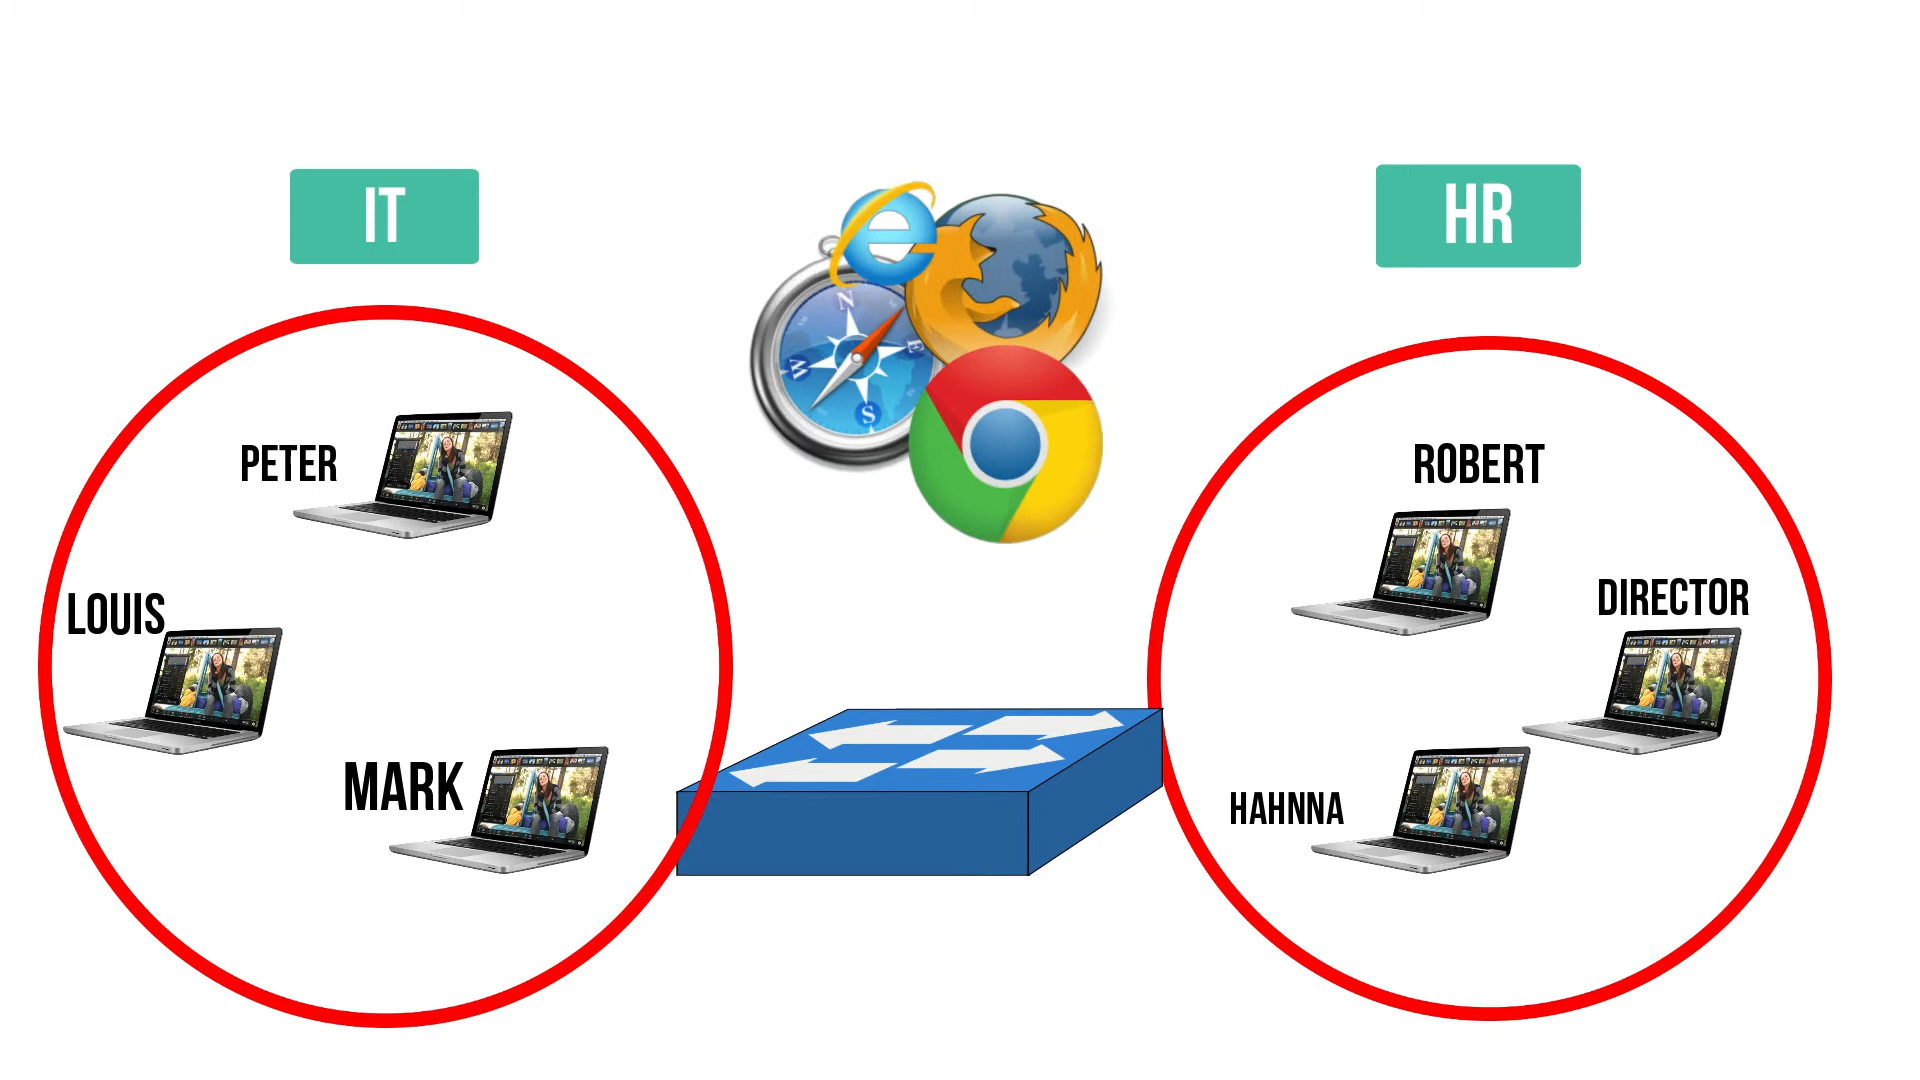 IT
HR
PETER
ROBERT
LOUIS
DIRECTOR
MARK
HAHNNA
N
W
E
S